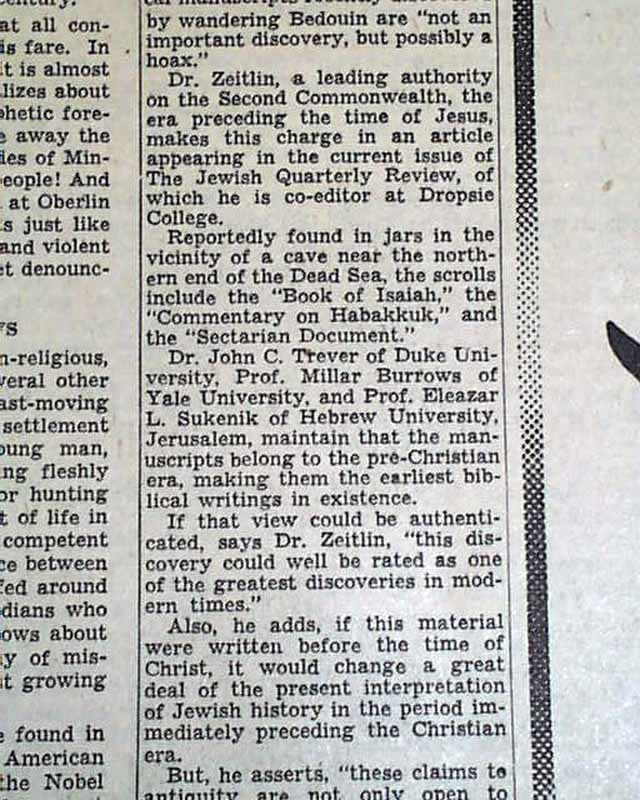 at all con-
is fare. In
it is almost
lizes about
phetic fore-
e away the
ies of Min-
eople! And
at Oberlin
s just like
and violent
et denounc-
n-religious,
veral other
ast-moving
settlement
oung man,
ng fleshly
or hunting
t of life in
competent
ce between
fed around
dians who
ows about
y of mis-
t growing
e found in
American
the Nobel
by wandering Bedouin are "not an
important discovery, but possibly a
hoax."
Dr. Zeitlin, a leading authority
on the Second Commonwealth, the
era preceding the time of Jesus,
makes this charge in an article
appearing in the current issue of
The Jewish Quarterly Review, of
which he is co-editor at Dropsie
College.
Reportedly found in jars in the
vicinity of a cave near the north-
ern end of the Dead Sea, the scrolls
include the "Book of Isaiah," the
"Commentary on Habakkuk," and
the "Sectarian Document."
Dr. John C. Trever of Duke Uni-
versity, Prof. Millar Burrows of
Yale University, and Prof. Eleazar
L. Sukenik of Hebrew University,
Jerusalem, maintain that the man-
uscripts belong to the pre-Christian
era, making them the earliest bib-
lical writings in existence.
If that view could be authenti-
cated, says Dr. Zeitlin, "this dis-
covery could well be rated as one
of the greatest discoveries in mod-
ern times."
Also, he adds, if this material
were written before the time of
Christ, it would change a great
deal of the present interpretation
of Jewish history in the period im-
mediately preceding the Christian
era.
But, he asserts, "these claims to
antiquity are not only open to